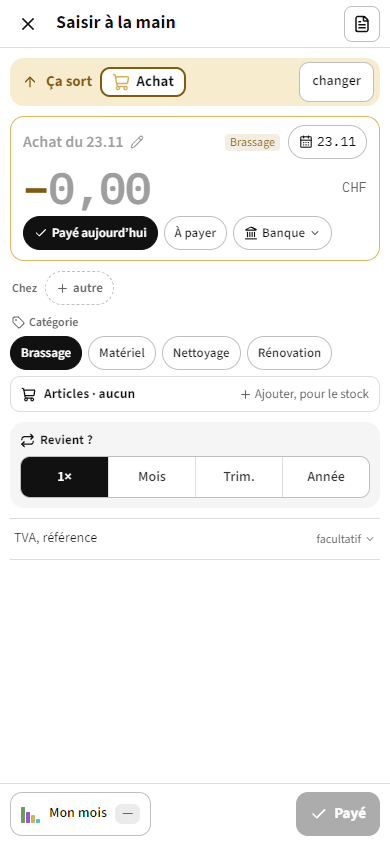 Saisir à la main
Ça sort
Achat
changer
Achat du 23.11
Brassage
23.11
−0,00
CHF
Payé aujourd'hui
À payer
Banque
Chez
+ autre
Catégorie
Brassage
Matériel
Nettoyage
Rénovation
Articles · aucun
+ Ajouter, pour le stock
Revient ?
1×
Mois
Trim.
Année
TVA, référence
facultatif
Mon mois
—
Payé